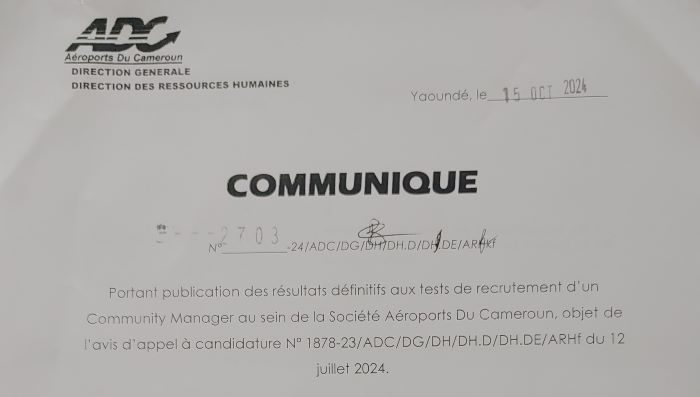 ADC
Aéroports Du Cameroun
DIRECTION GENERALE
DIRECTION DES RESSOURCES HUMAINES
Yaoundé, le 15 OCT 2024
COMMUNIQUE
N° 2703 -24/ADC/DG/DH/DH.D/DH.DE/ARHf
Portant publication des résultats définitifs aux tests de recrutement d'un
Community Manager au sein de la Société Aéroports Du Cameroun, objet de
l'avis d'appel à candidature N° 1878-23/ADC/DG/DH/DH.D/DH.DE/ARHf du 12
juillet 2024.